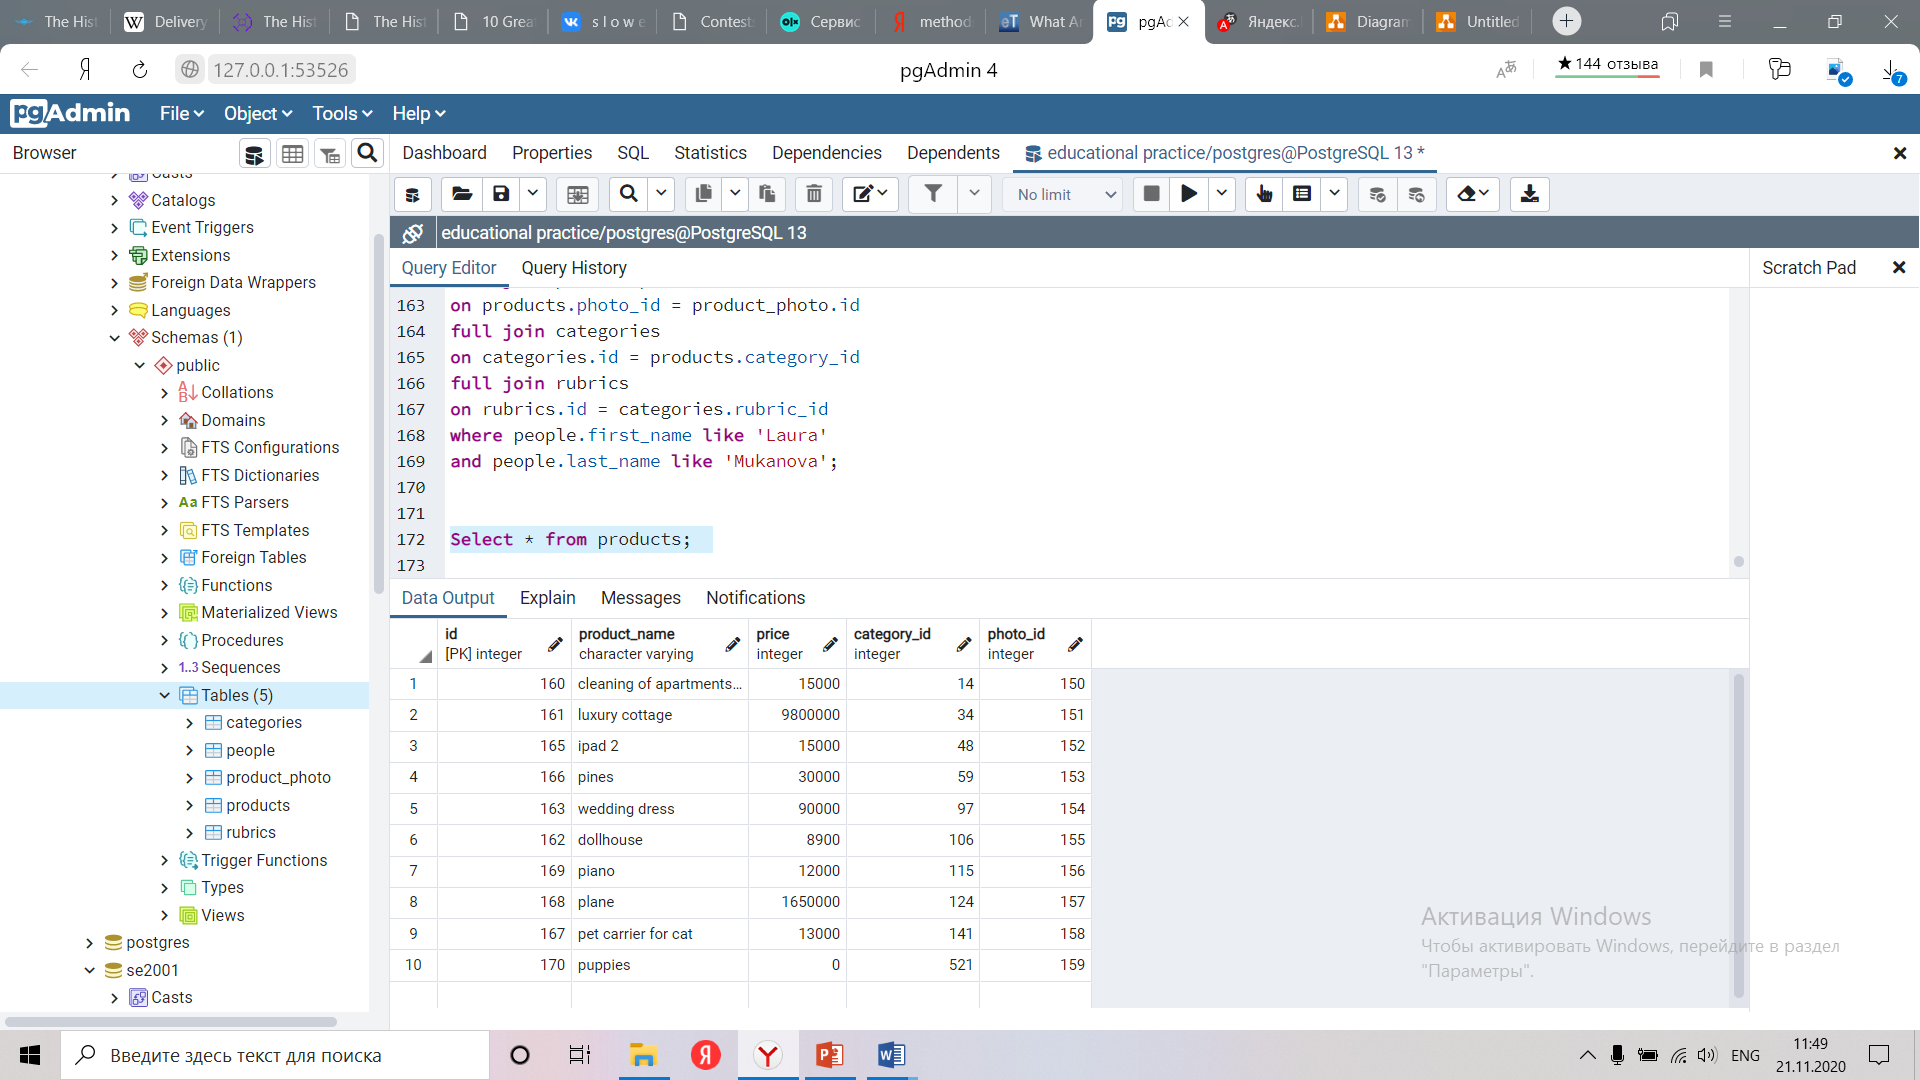 The Hist
Delivery
The Hist
The Hist
10 Grea
s l o w e
Contest
Сервис
method.
What Ar
pgAd
Яндекс.
Diagram
Untitled
127.0.0.1:53526
pgAdmin 4
★ 144 отзыва
7
pgAdmin
File
Object
Tools
Help
Browser
Dashboard
Properties
SQL
Statistics
Dependencies
Dependents
educational practice/postgres@PostgreSQL 13 *
No limit
educational practice/postgres@PostgreSQL 13
Query Editor
Query History
Scratch Pad
Casts
Catalogs
Event Triggers
Extensions
Foreign Data Wrappers
Languages
Schemas (1)
public
Collations
Domains
FTS Configurations
FTS Dictionaries
Aa FTS Parsers
FTS Templates
Foreign Tables
Functions
Materialized Views
Procedures
1..3 Sequences
Tables (5)
categories
people
product_photo
products
rubrics
Trigger Functions
Types
Views
postgres
se2001
Casts
163 on products.photo_id = product_photo.id
164 full join categories
165 on categories.id = products.category_id
166 full join rubrics
167 on rubrics.id = categories.rubric_id
168 where people.first_name like 'Laura'
169 and people.last_name like 'Mukanova';
170
171
172 Select * from products;
173
Data Output
Explain
Messages
Notifications
id product_name price category_id photo_id
[PK] integer character varying integer integer integer
1 160 cleaning of apartments... 15000 14 150
2 161 luxury cottage 9800000 34 151
3 165 ipad 2 15000 48 152
4 166 pines 30000 59 153
5 163 wedding dress 90000 97 154
6 162 dollhouse 8900 106 155
7 169 piano 12000 115 156
8 168 plane 1650000 124 157
9 167 pet carrier for cat 13000 141 158
10 170 puppies 0 521 159
Активация Windows
Чтобы активировать Windows, перейдите в раздел
"Параметры".
Введите здесь текст для поиска
ENG
11:49
21.11.2020